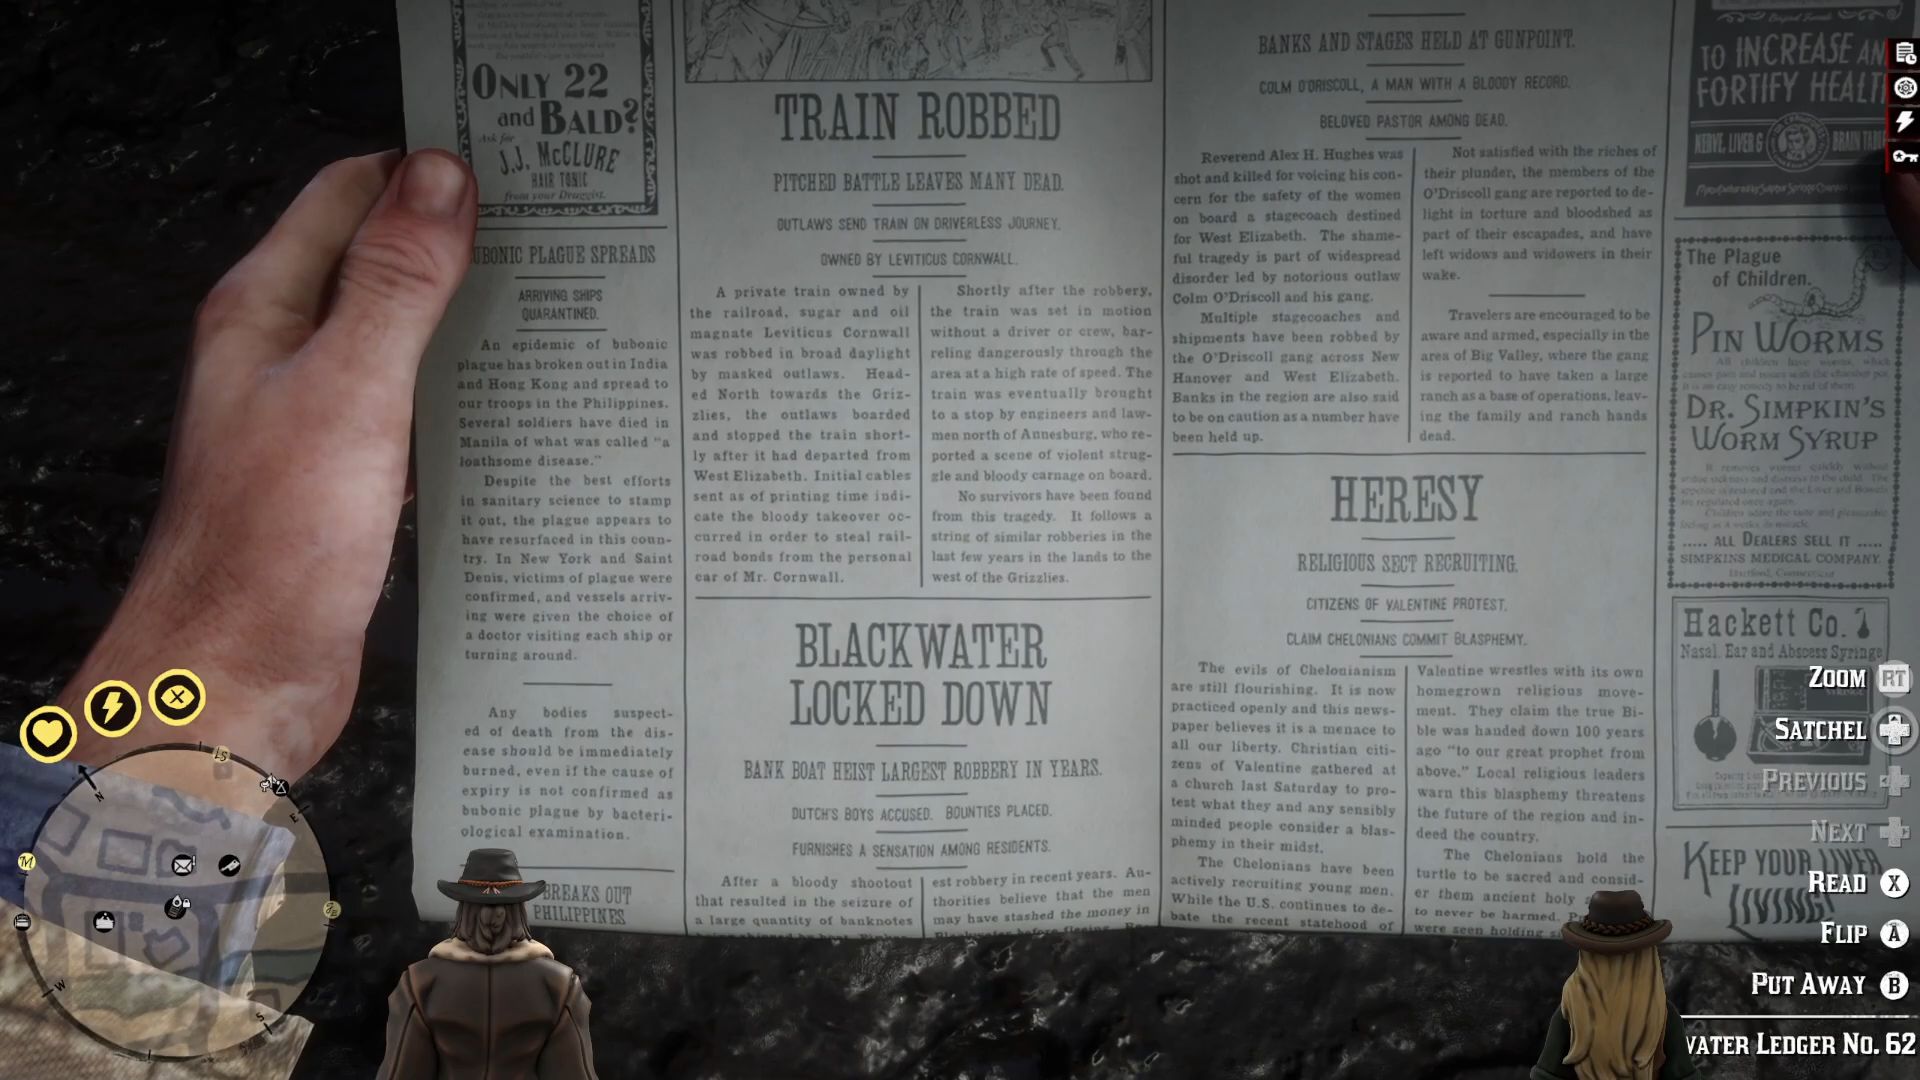 ONLY 22
and BALD?
Ask for
J.J. MCCLURE
HAIR TONIC
from your Druggist.
UBONIC PLAGUE SPREADS
ARRIVING SHIPS
QUARANTINED.
An epidemic of bubonic
plague has broken out in India
and Hong Kong and spread to
our troops in the Philippines.
Several soldiers have died in
Manila of what was called "a
loathsome disease."
Despite the best efforts
in sanitary science to stamp
it out, the plague appears to
have resurfaced in this coun-
try. In New York and Saint
Denis, victims of plague were
confirmed, and vessels arriv-
ing were given the choice of
a doctor visiting each ship or
turning around.
Any bodies suspect-
ed of death from the dis-
ease should be immediately
burned, even if the cause of
expiry is not confirmed as
bubonic plague by bacteri-
ological examination.
BREAKS OUT
PHILIPPINES
TRAIN ROBBED
PITCHED BATTLE LEAVES MANY DEAD.
OUTLAWS SEND TRAIN ON DRIVERLESS JOURNEY.
OWNED BY LEVITICUS CORNWALL.
A private train owned by
the railroad, sugar and oil
magnate Leviticus Cornwall
was robbed in broad daylight
by masked outlaws. Head-
ed North towards the Griz-
zlies, the outlaws boarded
and stopped the train short-
ly after it had departed from
West Elizabeth. Initial cables
sent as of printing time indi-
cate the bloody takeover oc-
curred in order to steal rail-
road bonds from the personal
car of Mr. Cornwall.
Shortly after the robbery,
the train was set in motion
without a driver or crew, bar-
reling dangerously through the
area at a high rate of speed. The
train was eventually brought
to a stop by engineers and law-
men north of Annesburg, who re-
ported a scene of violent strug-
gle and bloody carnage on board.
No survivors have been found
from this tragedy. It follows a
string of similar robberies in the
last few years in the lands to the
west of the Grizzlies.
BLACKWATER
LOCKED DOWN
BANK BOAT HEIST LARGEST ROBBERY IN YEARS.
DUTCH'S BOYS ACCUSED. BOUNTIES PLACED.
FURNISHES A SENSATION AMONG RESIDENTS.
After a bloody shootout
that resulted in the seizure of
a large quantity of banknotes
est robbery in recent years. Au-
thorities believe that the men
may have stashed the money in
BANKS AND STAGES HELD AT GUNPOINT.
COLM O'DRISCOLL, A MAN WITH A BLOODY RECORD.
BELOVED PASTOR AMONG DEAD.
Reverend Alex H. Hughes was
shot and killed for voicing his con-
cern for the safety of the women
on board a stagecoach destined
for West Elizabeth. The shame-
ful tragedy is part of widespread
disorder led by notorious outlaw
Colm O'Driscoll and his gang.
Multiple stagecoaches and
shipments have been robbed by
the O'Driscoll gang across New
Hanover and West Elizabeth.
Banks in the region are also said
to be on caution as a number have
been held up.
Not satisfied with the riches of
their plunder, the members of the
O'Driscoll gang are reported to de-
light in torture and bloodshed as
part of their escapades, and have
left widows and widowers in their
wake.
Travelers are encouraged to be
aware and armed, especially in the
area of Big Valley, where the gang
is reported to have taken a large
ranch as a base of operations, leav-
ing the family and ranch hands
dead.
HERESY
RELIGIOUS SECT RECRUITING.
CITIZENS OF VALENTINE PROTEST.
CLAIM CHELONIANS COMMIT BLASPHEMY.
The evils of Chelonianism
are still flourishing. It is now
practiced openly and this news-
paper believes it is a menace to
all our liberty. Christian citi-
zens of Valentine gathered at
a church last Saturday to pro-
test what they and any sensibly
minded people consider a blas-
phemy in their midst.
The Chelonians have been
actively recruiting young men.
While the U.S. continues to de-
bate the recent statehood of
Valentine wrestles with its own
homegrown religious move-
ment. They claim the true Bi-
ble was handed down 100 years
ago "to our great prophet from
above." Local religious leaders
warn this blasphemy threatens
the future of the region and in-
deed the country.
The Chelonians hold the
turtle to be sacred and consid-
er them ancient holy
to never be harmed.
were seen holding
TO INCREASE AN
FORTIFY HEALT
NERVE, LIVER &
BRAIN
The Plague
of Children.
PIN WORMS
DR. SIMPKIN'S
WORM SYRUP
..... ALL DEALERS SELL IT .....
SIMPKINS MEDICAL COMPANY.
Hartford, Connecticut
Hackett Co.
Nasal, Ear and Abscess Syringe
KEEP YOUR LIVER
LIVING!
ZOOM RT
SATCHEL
PREVIOUS
NEXT
READ X
FLIP A
PUT AWAY B
WATER LEDGER NO. 62
N
E
S
W